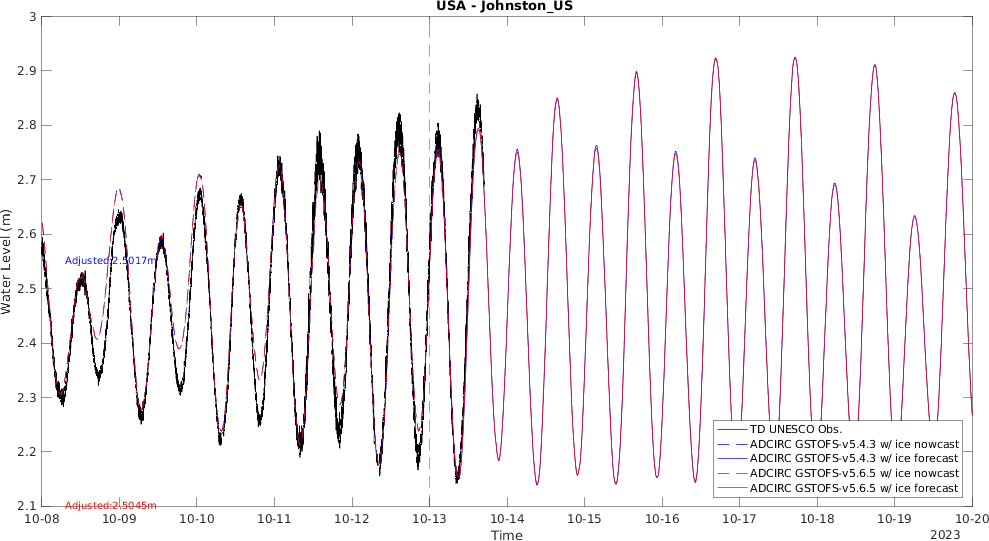 USA - Johnston_US
3
2.9
2.8
2.7
2.6
2.5
2.4
2.3
2.2
2.1
Water Level (m)
Adjusted:2.5017m
Adjusted:2.5045m
TD UNESCO Obs.
ADCIRC GSTOFS-v5.4.3 w/ ice nowcast
ADCIRC GSTOFS-v5.4.3 w/ ice forecast
ADCIRC GSTOFS-v5.6.5 w/ ice nowcast
ADCIRC GSTOFS-v5.6.5 w/ ice forecast
10-08 10-09 10-10 10-11 10-12 10-13 10-14 10-15 10-16 10-17 10-18 10-19 10-20
Time
2023